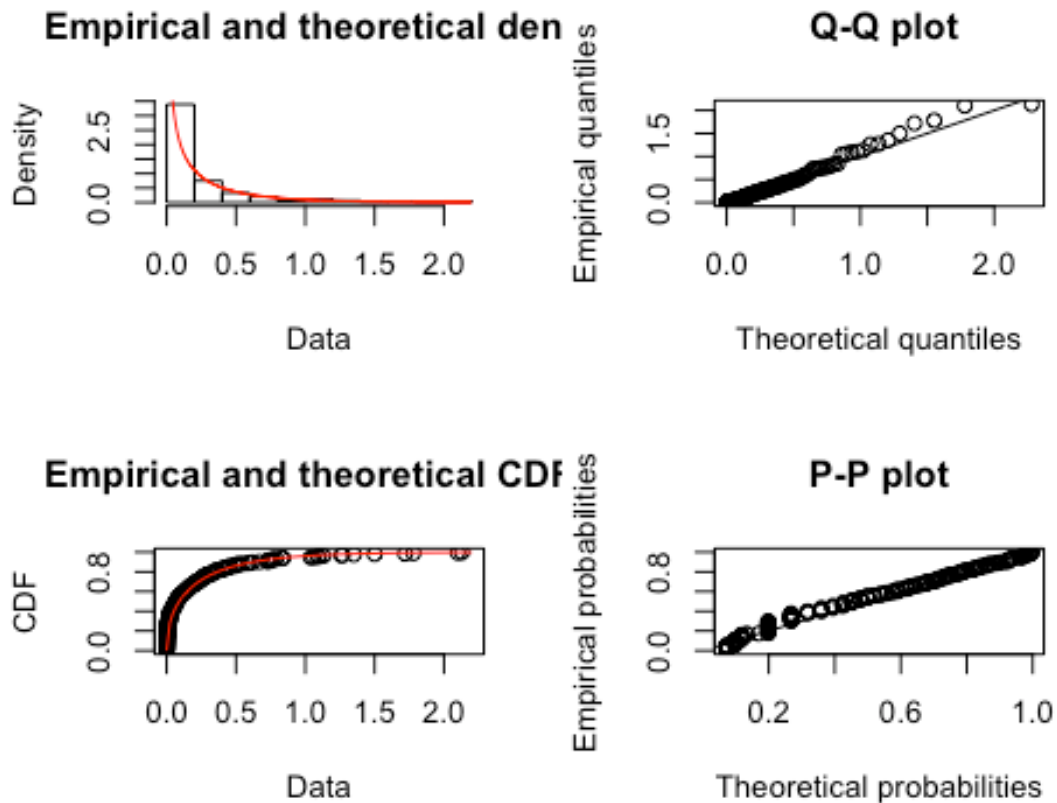 Empirical and theoretical den
Density
0.0 2.5
0.0 0.5 1.0 1.5 2.0
Data
Q-Q plot
Empirical quantiles
0.0 1.5
0.0 1.0 2.0
Theoretical quantiles
Empirical and theoretical CDF
CDF
0.0 0.8
0.0 0.5 1.0 1.5 2.0
Data
P-P plot
Empirical probabilities
0.0 0.8
0.2 0.6 1.0
Theoretical probabilities